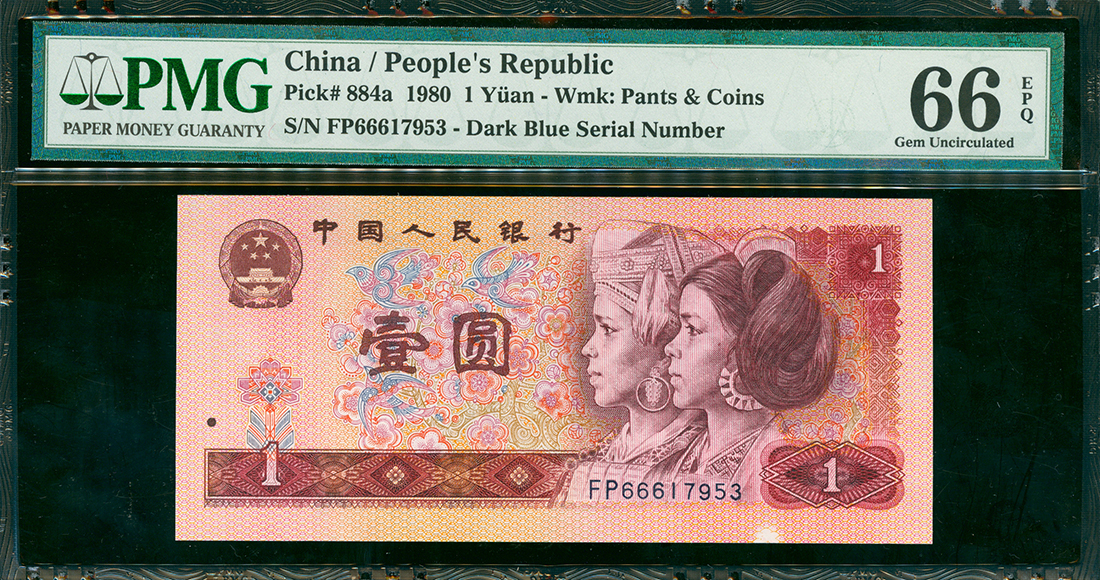 PMG
PAPER MONEY GUARANTY
China / People's Republic
Pick# 884a 1980 1 Yüan - Wmk: Pants & Coins
S/N FP66617953 - Dark Blue Serial Number
66
EPQ
Gem Uncirculated
中国人民银行
1
壹圆
1
FP66617953
1